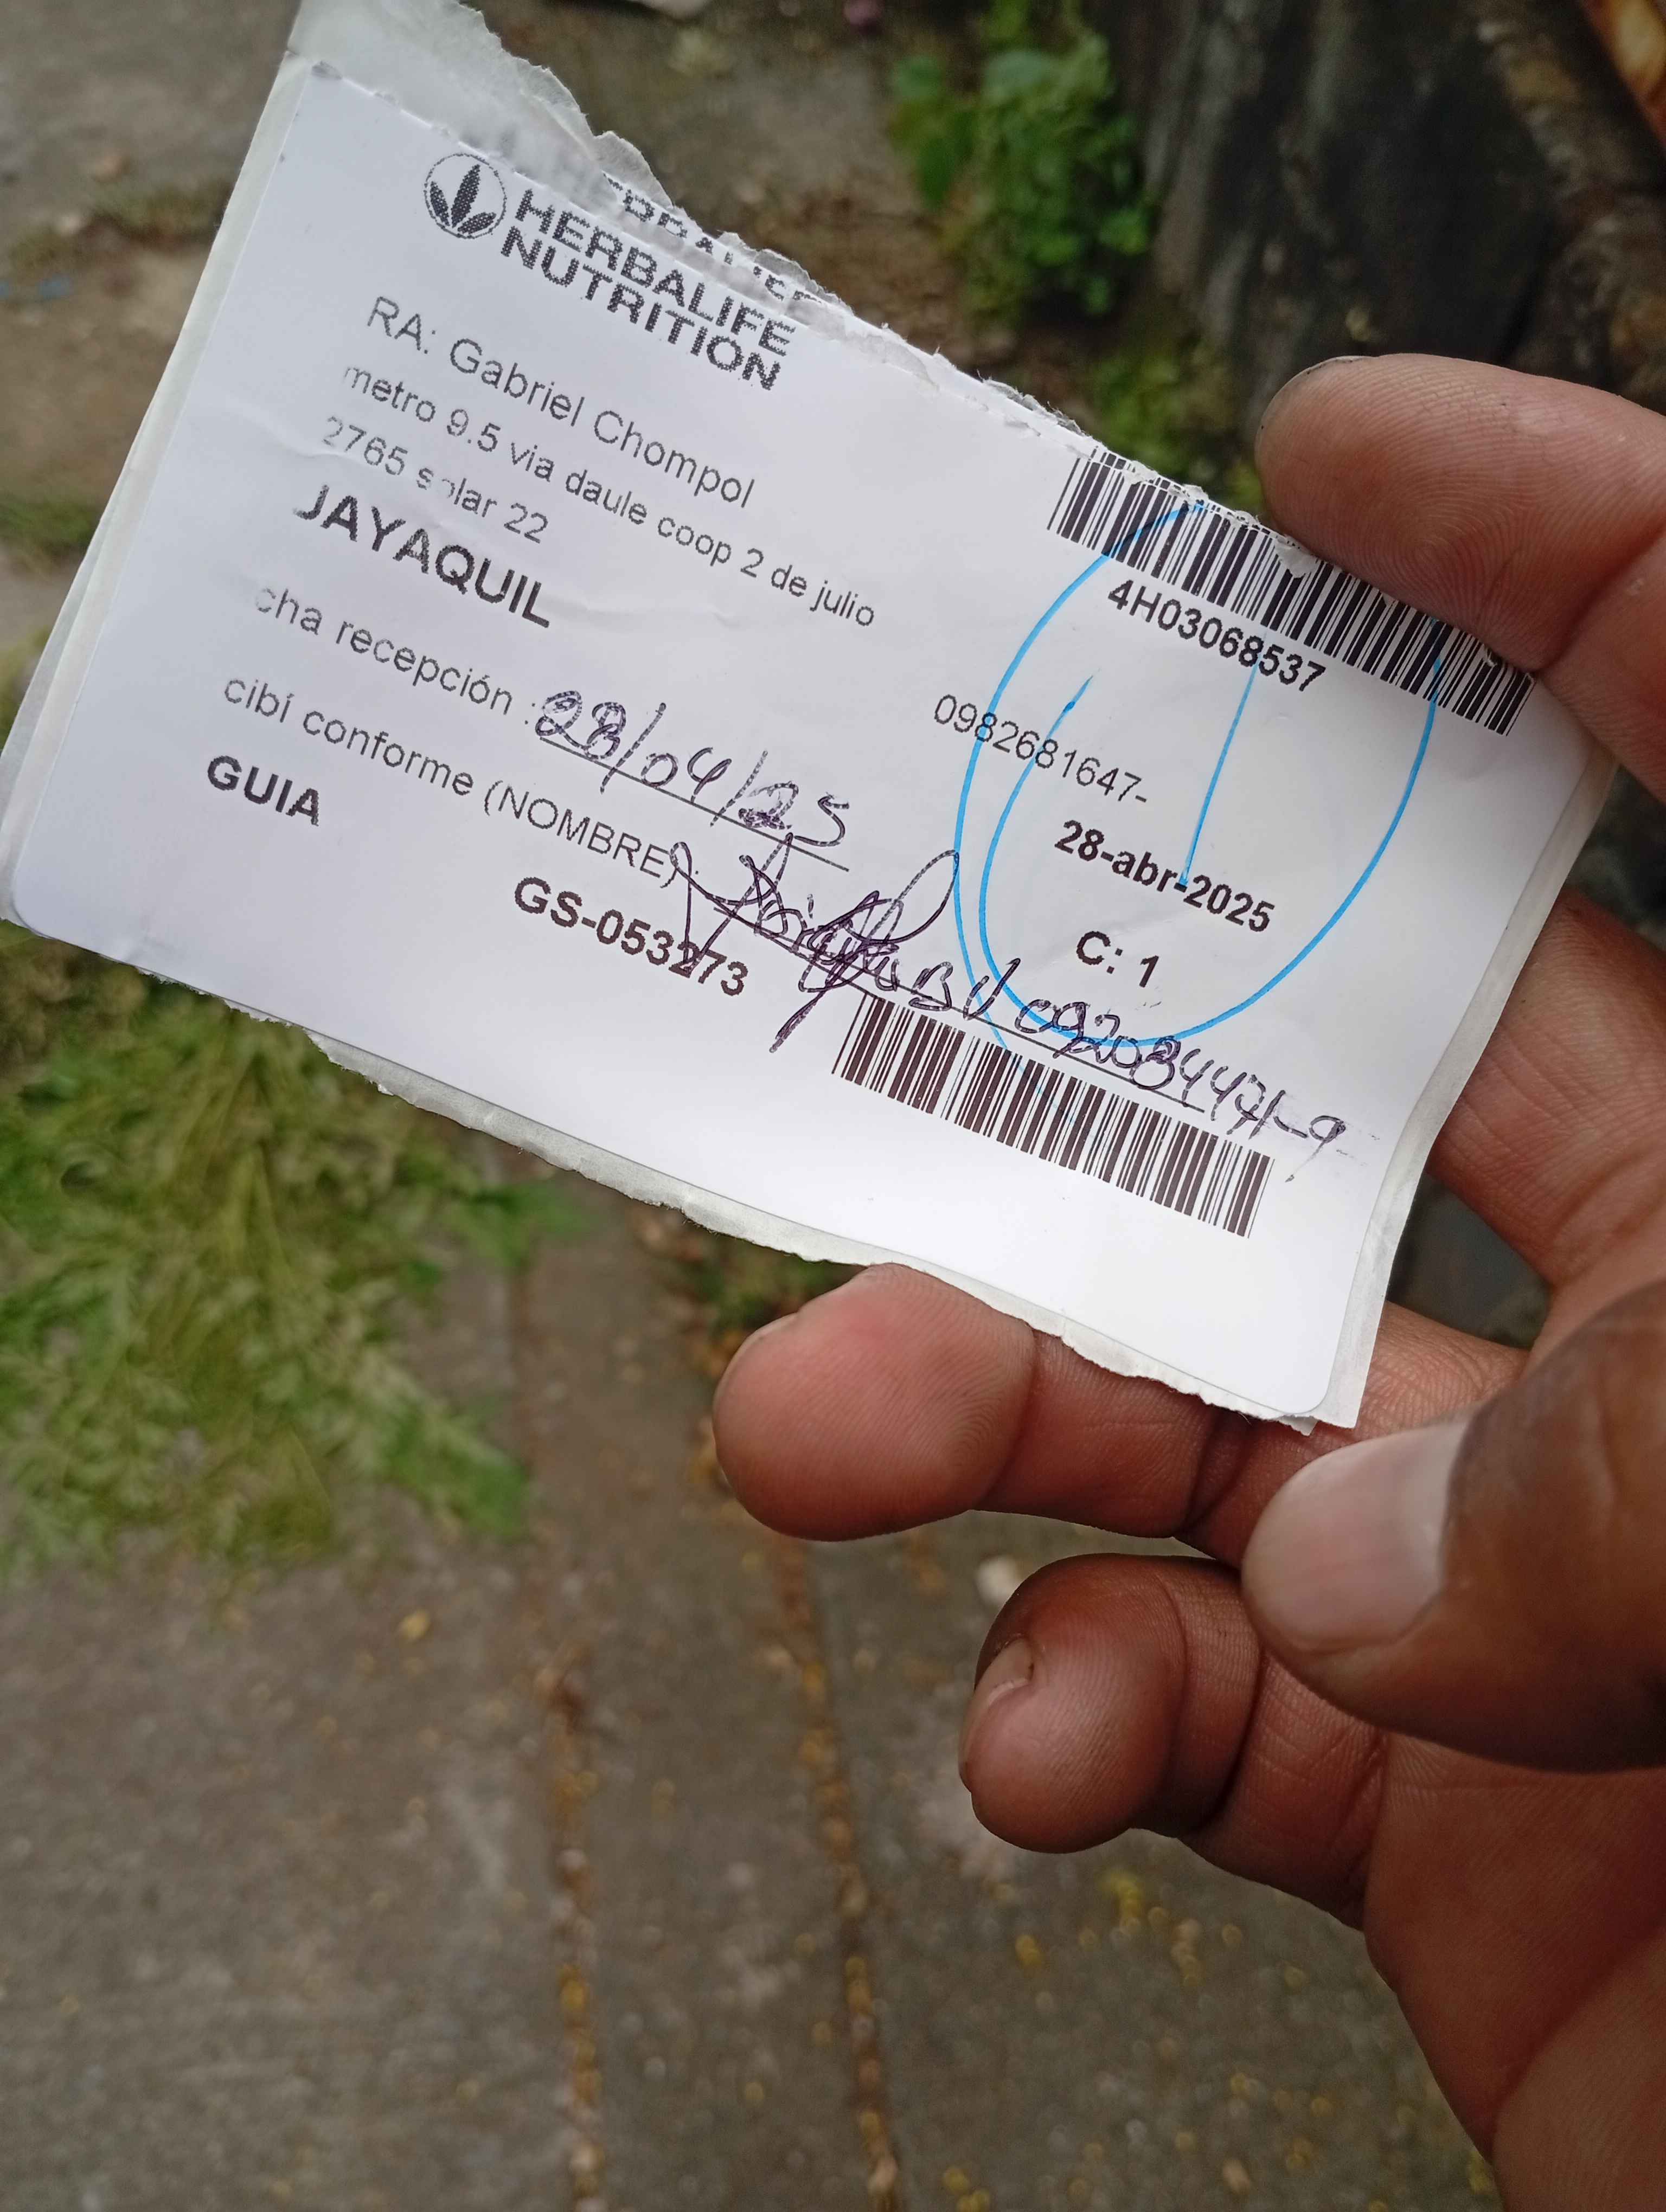 HERBALIFE
NUTRITION
RA: Gabriel Chompol
metro 9.5 via daule coop 2 de julio
2765 solar 22
JAYAQUIL
4H03068537
0982681647-
28-abr-2025
C: 1
cha recepción : 28/04/25
cibí conforme (NOMBRE)
GUIA
GS-053273